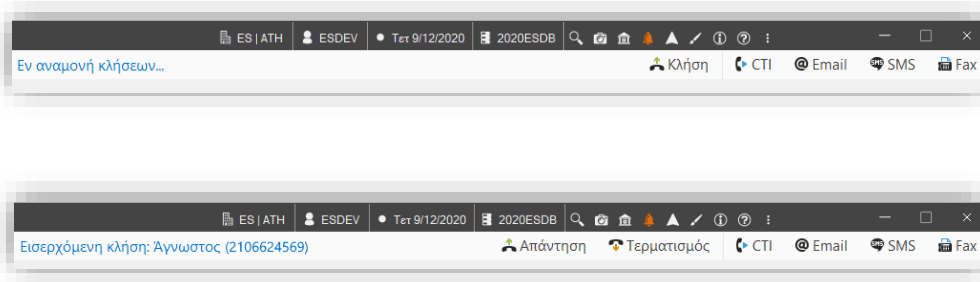 ES | ATH ESDEV Τετ 9/12/2020 2020ESDB
Εν αναμονή κλήσεων... Κλήση CTI Email SMS Fax
ES | ATH ESDEV Τετ 9/12/2020 2020ESDB
Εισερχόμενη κλήση: Άγνωστος (2106624569) Απάντηση Τερματισμός CTI Email SMS Fax